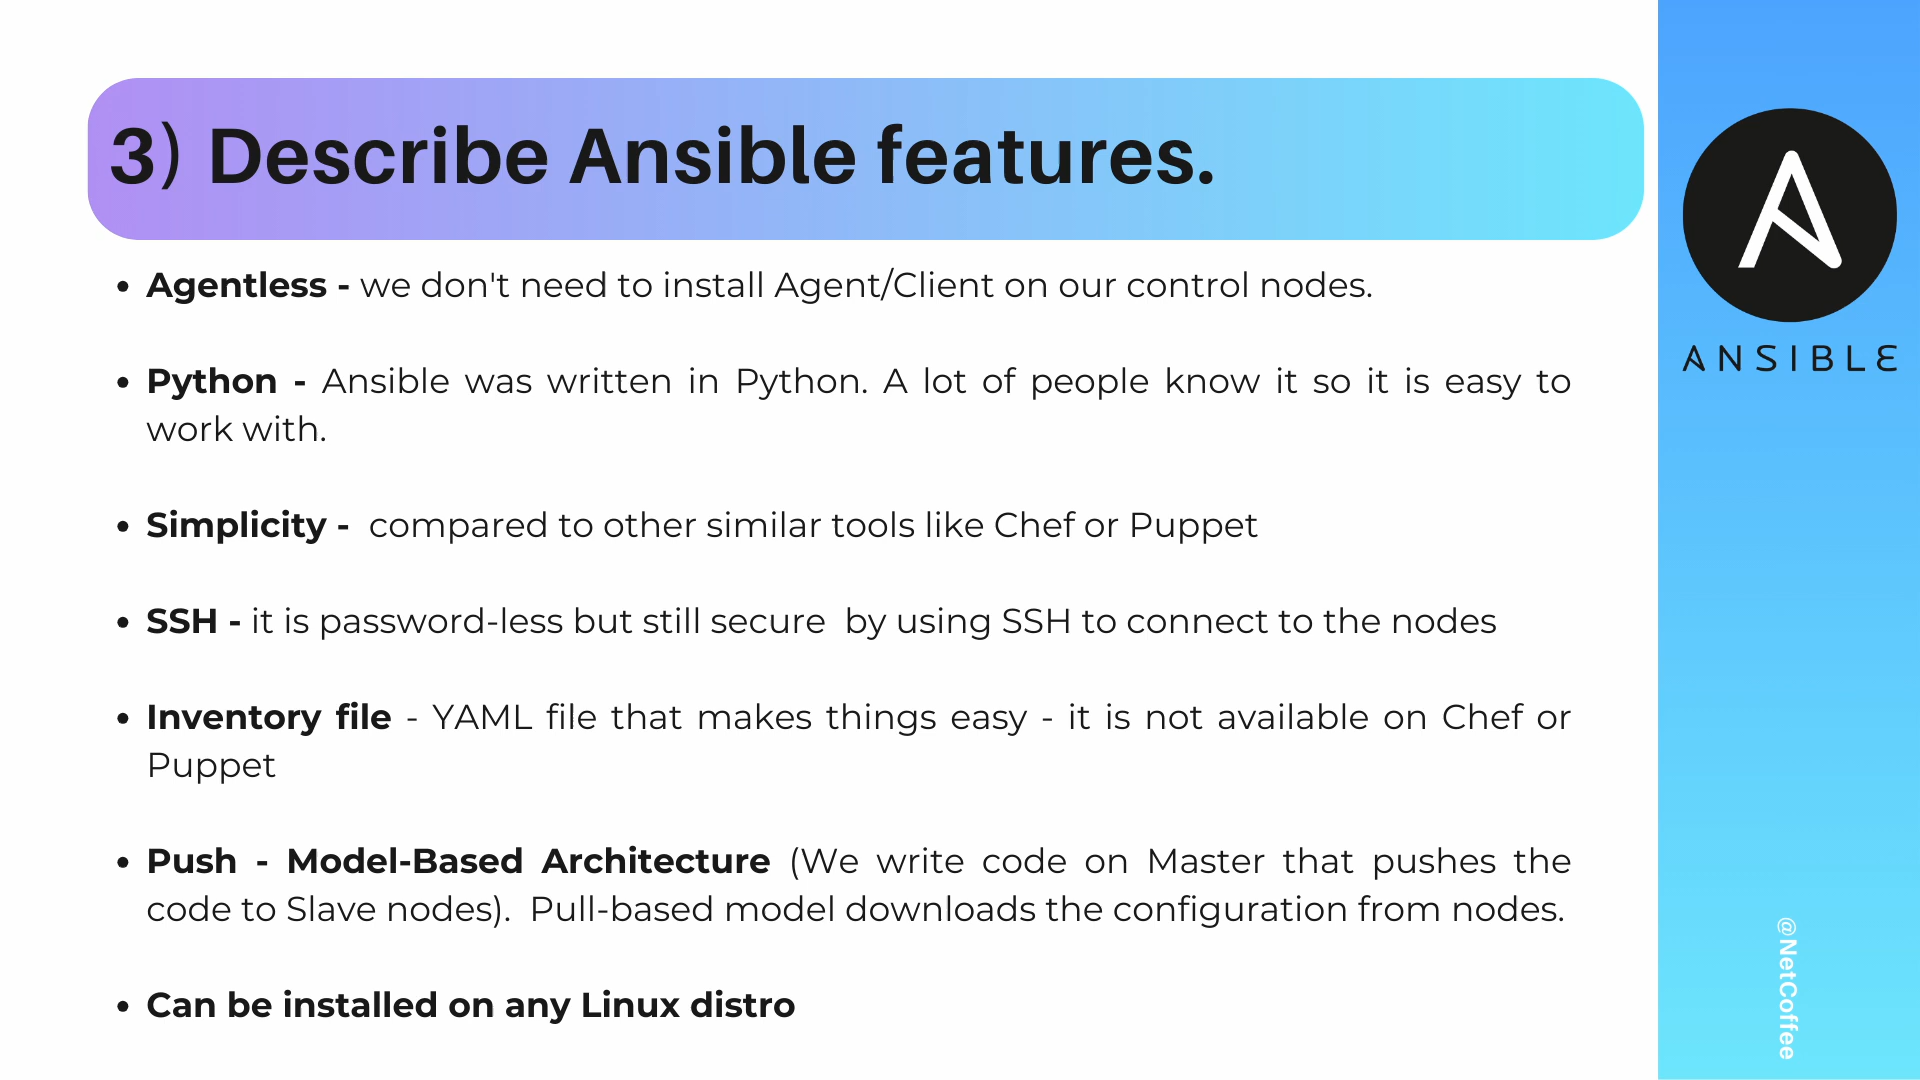 3) Describe Ansible features.
• Agentless - we don't need to install Agent/Client on our control nodes.
• Python - Ansible was written in Python. A lot of people know it so it is easy to
work with.
• Simplicity -  compared to other similar tools like Chef or Puppet
• SSH - it is password-less but still secure  by using SSH to connect to the nodes
• Inventory file - YAML file that makes things easy - it is not available on Chef or
Puppet
• Push - Model-Based Architecture (We write code on Master that pushes the
code to Slave nodes).  Pull-based model downloads the configuration from nodes.
• Can be installed on any Linux distro
ANSIBLE
@NetCoffee